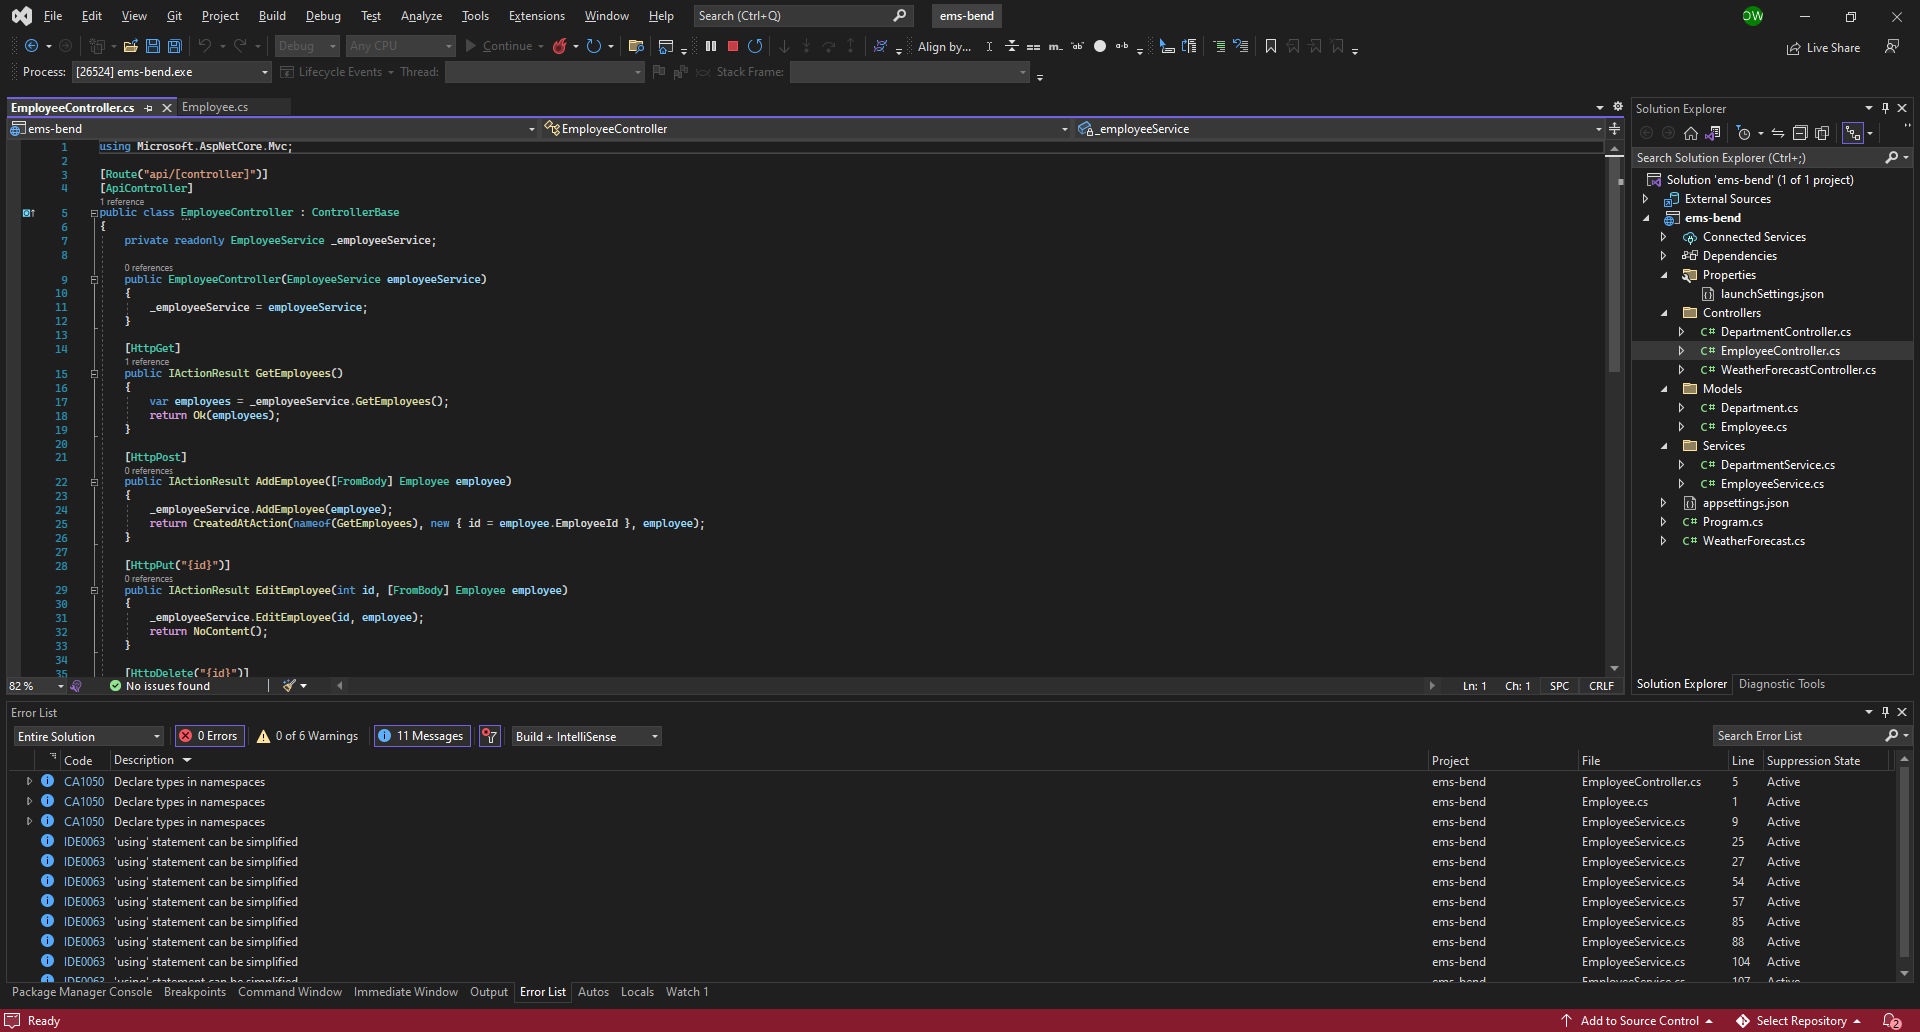 File Edit View Git Project Build Debug Test Analyze Tools Extensions Window Help Search (Ctrl+Q) ems-bend OW
Debug Any CPU Continue Align by... Live Share
Process: [26524] ems-bend.exe Lifecycle Events Thread: Stack Frame:
EmployeeController.cs Employee.cs
ems-bend EmployeeController _employeeService
1 using Microsoft.AspNetCore.Mvc;
2
3 [Route("api/[controller]")]
4 [ApiController]
1 reference
5 public class EmployeeController : ControllerBase
6 {
7 private readonly EmployeeService _employeeService;
8
0 references
9 public EmployeeController(EmployeeService employeeService)
10 {
11 _employeeService = employeeService;
12 }
13
14 [HttpGet]
1 reference
15 public IActionResult GetEmployees()
16 {
17 var employees = _employeeService.GetEmployees();
18 return Ok(employees);
19 }
20
21 [HttpPost]
0 references
22 public IActionResult AddEmployee([FromBody] Employee employee)
23 {
24 _employeeService.AddEmployee(employee);
25 return CreatedAtAction(nameof(GetEmployees), new { id = employee.EmployeeId }, employee);
26 }
27
28 [HttpPut("{id}")]
0 references
29 public IActionResult EditEmployee(int id, [FromBody] Employee employee)
30 {
31 _employeeService.EditEmployee(id, employee);
32 return NoContent();
33 }
34
35 [HttpDelete("{id}")]
82 % No issues found Ln: 1 Ch: 1 SPC CRLF
Solution Explorer
Search Solution Explorer (Ctrl+;)
Solution 'ems-bend' (1 of 1 project)
External Sources
ems-bend
Connected Services
Dependencies
Properties
launchSettings.json
Controllers
C# DepartmentController.cs
C# EmployeeController.cs
C# WeatherForecastController.cs
Models
C# Department.cs
C# Employee.cs
Services
C# DepartmentService.cs
C# EmployeeService.cs
appsettings.json
C# Program.cs
C# WeatherForecast.cs
Solution Explorer Diagnostic Tools
Error List
Entire Solution 0 Errors 0 of 6 Warnings 11 Messages Build + IntelliSense Search Error List
Code Description Project File Line Suppression State
CA1050 Declare types in namespaces ems-bend EmployeeController.cs 5 Active
CA1050 Declare types in namespaces ems-bend Employee.cs 1 Active
CA1050 Declare types in namespaces ems-bend EmployeeService.cs 9 Active
IDE0063 'using' statement can be simplified ems-bend EmployeeService.cs 25 Active
IDE0063 'using' statement can be simplified ems-bend EmployeeService.cs 27 Active
IDE0063 'using' statement can be simplified ems-bend EmployeeService.cs 54 Active
IDE0063 'using' statement can be simplified ems-bend EmployeeService.cs 57 Active
IDE0063 'using' statement can be simplified ems-bend EmployeeService.cs 85 Active
IDE0063 'using' statement can be simplified ems-bend EmployeeService.cs 88 Active
IDE0063 'using' statement can be simplified ems-bend EmployeeService.cs 104 Active
IDE0063 'using' statement can be simplified ems-bend EmployeeService.cs 107 Active
Package Manager Console Breakpoints Command Window Immediate Window Output Error List Autos Locals Watch 1
Ready Add to Source Control Select Repository 2